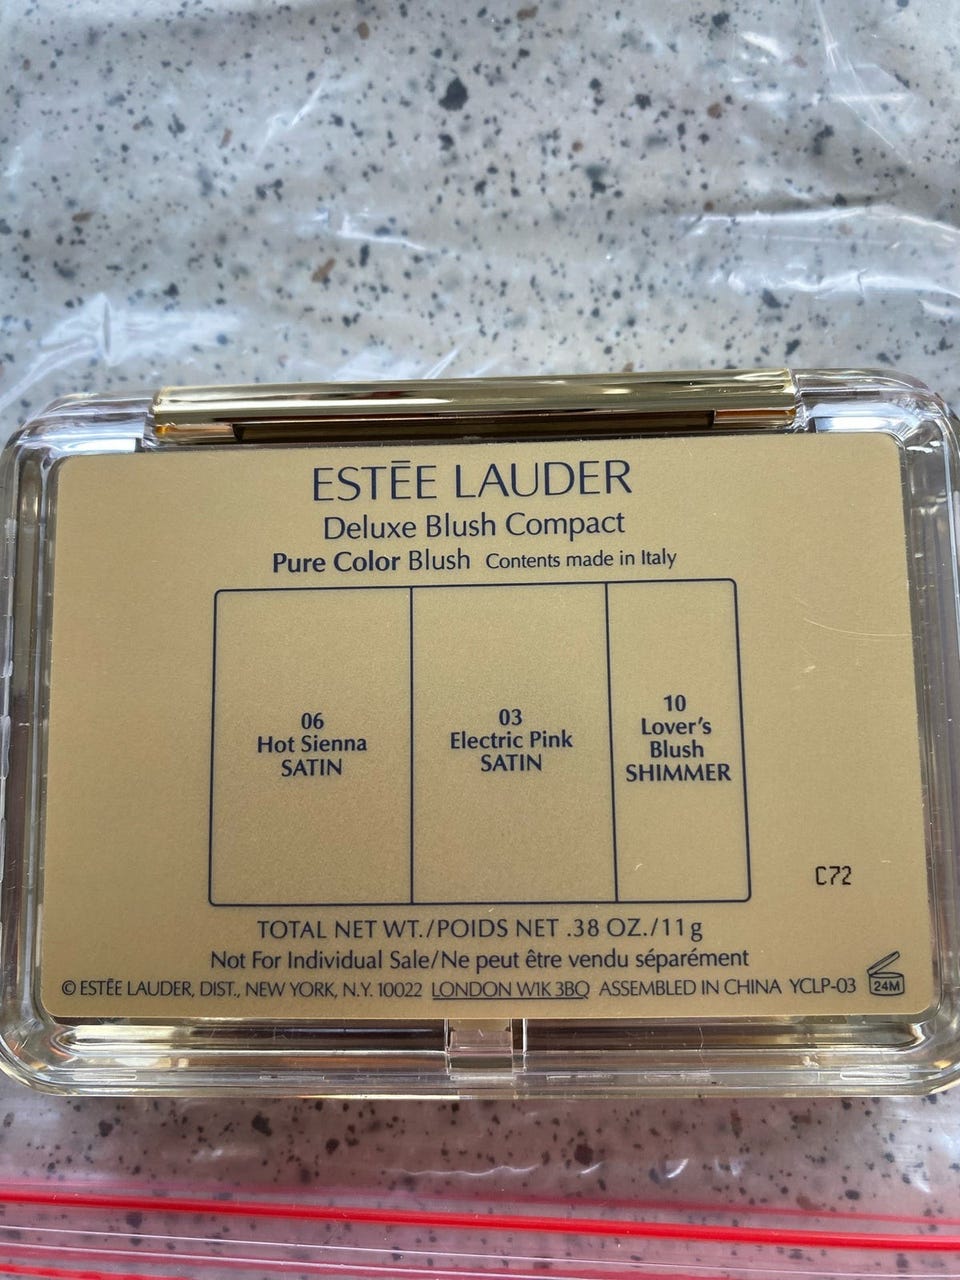 ESTĒE LAUDER
Deluxe Blush Compact
Pure Color Blush Contents made in Italy
06
Hot Sienna
SATIN
03
Electric Pink
SATIN
10
Lover's
Blush
SHIMMER
C72
TOTAL NET WT./POIDS NET .38 OZ./11 g
Not For Individual Sale/Ne peut être vendu séparément
© ESTĒE LAUDER, DIST., NEW YORK, N.Y. 10022 LONDON W1K 3BQ ASSEMBLED IN CHINA YCLP-03 24M